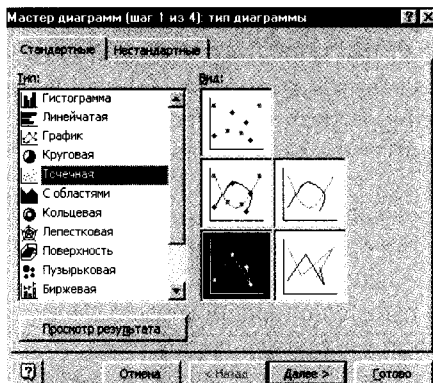 Мастер диаграмм (шаг 1 из 4): тип диаграммы
Стандартные
Нестандартные
Тип:
Вид:
Гистограмма
Линейчатая
График
Круговая
Точечная
С областями
Кольцевая
Лепестковая
Поверхность
Пузырьковая
Биржевая
Просмотр результата
Отмена
< Назад
Далее >
Готово